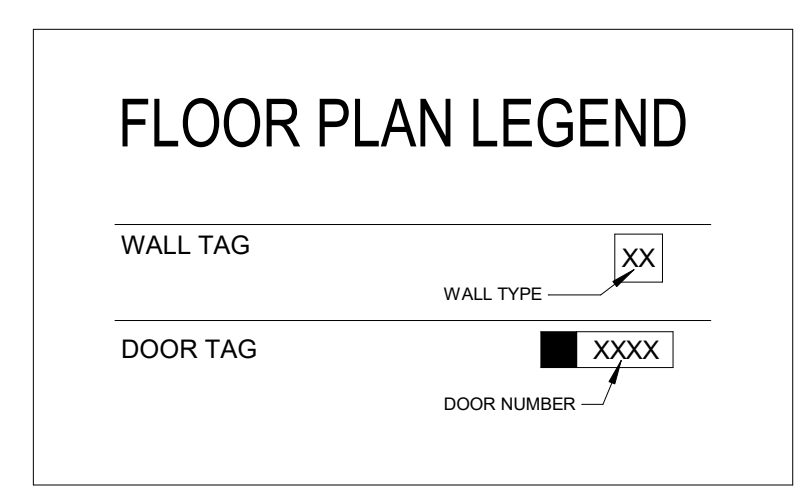 FLOOR PLAN LEGEND
WALL TAG
XX
WALL TYPE
DOOR TAG
XXXX
DOOR NUMBER